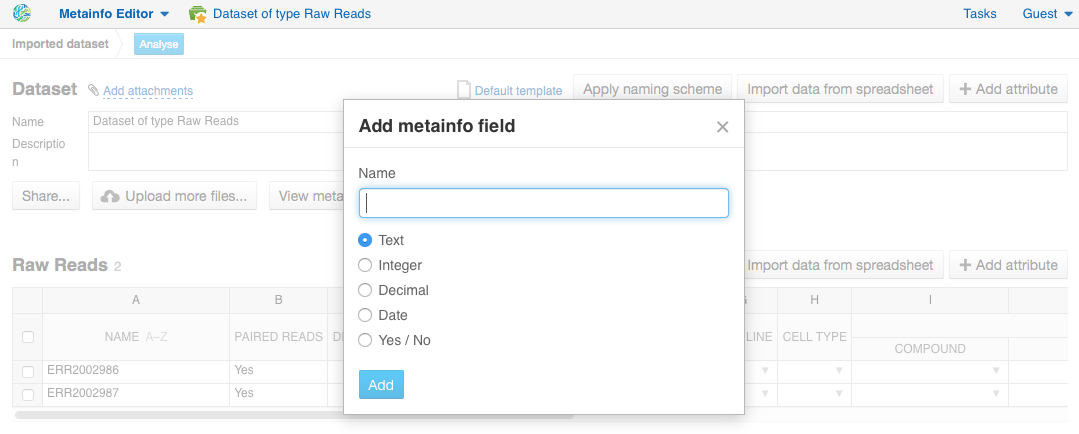 Metainfo Editor Dataset of type Raw Reads Tasks Guest
Imported dataset Analyse
Dataset Add attachments Default template Apply naming scheme Import data from spreadsheet + Add attribute
Name Dataset of type Raw Reads
Descriptio
n
Share... Upload more files... View meta
Add metainfo field ×
Name
Text
Integer
Decimal
Date
Yes / No
Add
Raw Reads 2 Import data from spreadsheet + Add attribute
A B H I
NAME A–Z PAIRED READS LINE CELL TYPE
COMPOUND
ERR2002986 Yes
ERR2002987 Yes